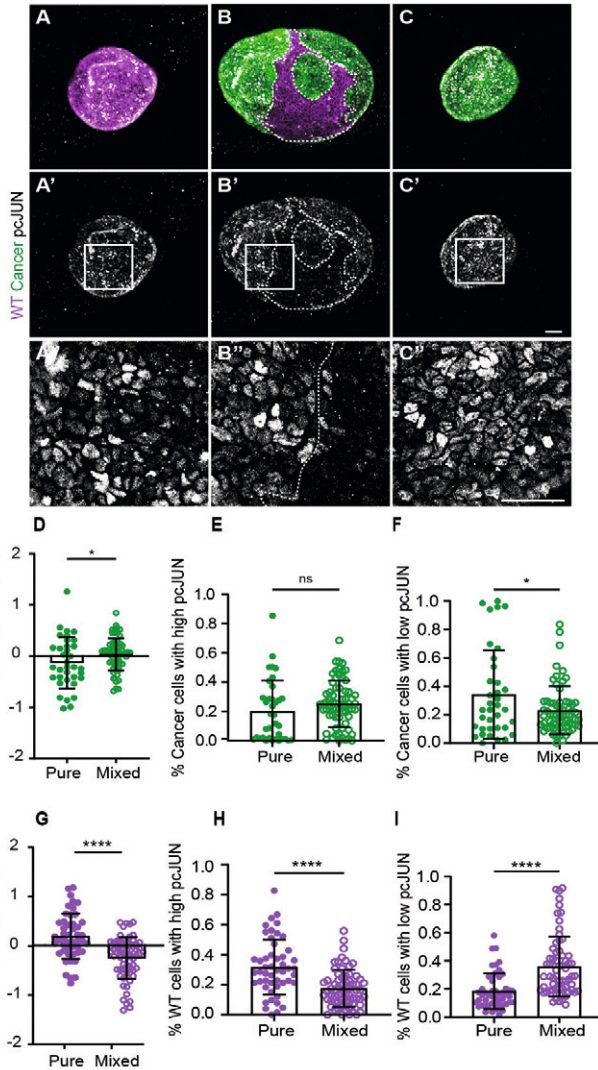 A B C
WT Cancer pcJUN
A' B' C'
A" B" C"
D E F
2
1
0
-1
-2
*
Pure Mixed
% Cancer cells with high pcJUN
1.0
0.8
0.6
0.4
0.2
0.0
ns
Pure Mixed
% Cancer cells with low pcJUN
1.0
0.8
0.6
0.4
0.2
0.0
*
Pure Mixed
G H I
2
1
0
-1
-2
****
Pure Mixed
% WT cells with high pcJUN
1.0
0.8
0.6
0.4
0.2
0.0
****
Pure Mixed
% WT cells with low pcJUN
1.0
0.8
0.6
0.4
0.2
0.0
****
Pure Mixed